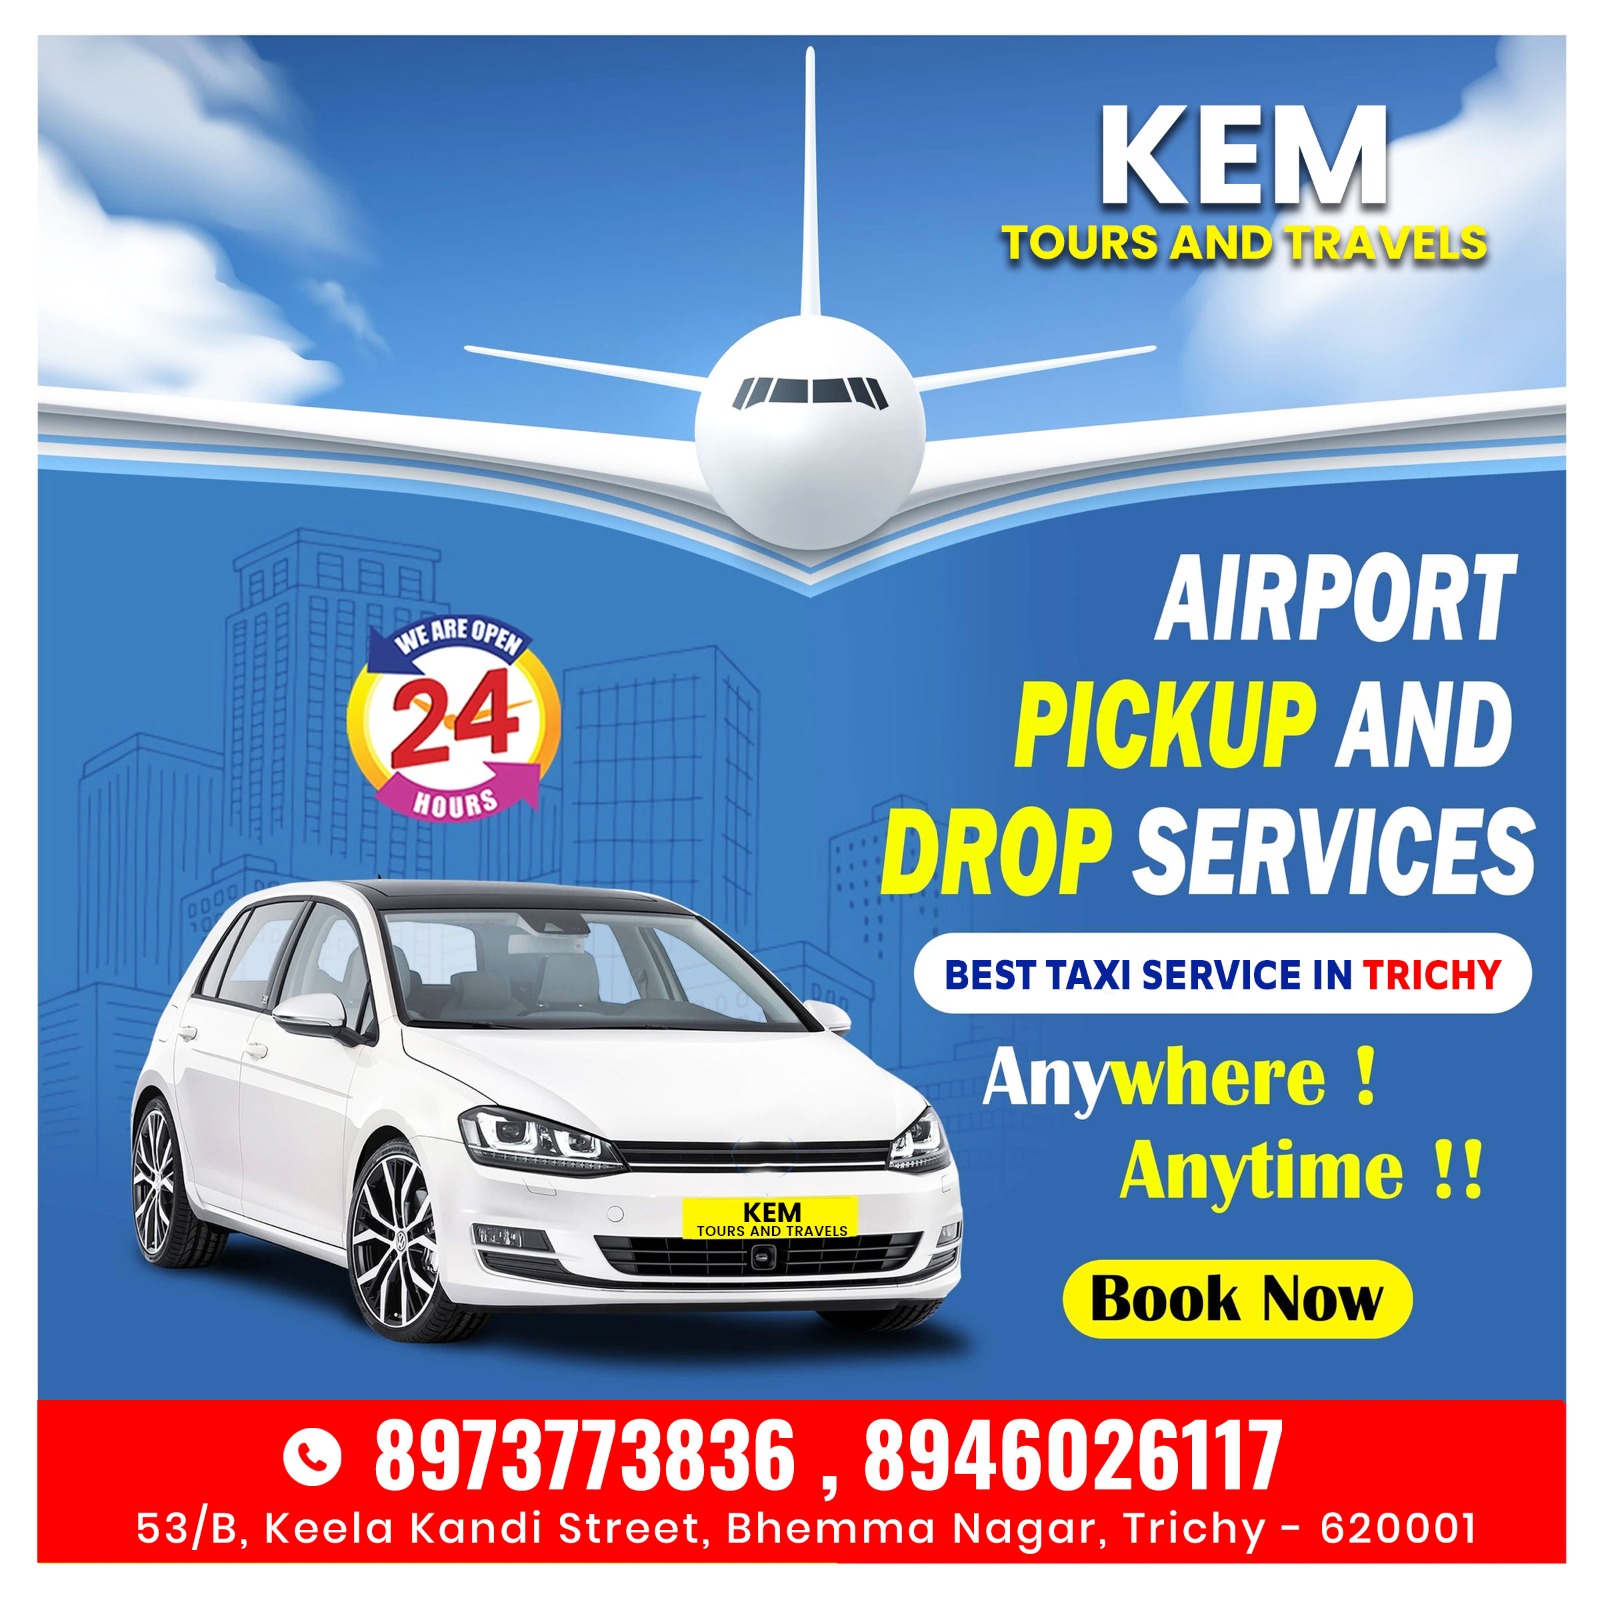 KEM
TOURS AND TRAVELS
WE ARE OPEN
24
HOURS
AIRPORT
PICKUP AND
DROP SERVICES
BEST TAXI SERVICE IN TRICHY
Anywhere !
Anytime !!
KEM
TOURS AND TRAVELS
Book Now
8973773836 , 8946026117
53/B, Keela Kandi Street, Bhemma Nagar, Trichy - 620001